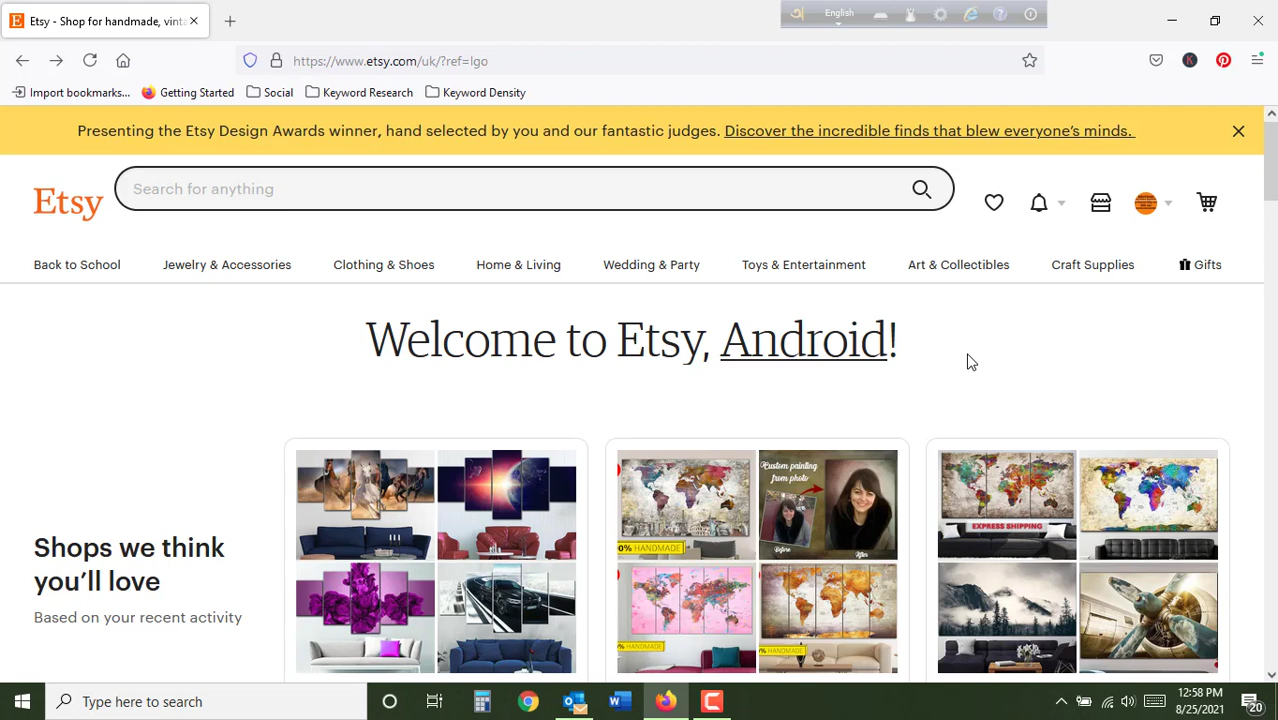 Etsy - Shop for handmade, vinta
English
https://www.etsy.com/uk/?ref=lgo
Import bookmarks...
Getting Started
Social
Keyword Research
Keyword Density
Presenting the Etsy Design Awards winner, hand selected by you and our fantastic judges. Discover the incredible finds that blew everyone's minds.
Etsy
Search for anything
Back to School
Jewelry & Accessories
Clothing & Shoes
Home & Living
Wedding & Party
Toys & Entertainment
Art & Collectibles
Craft Supplies
Gifts
Welcome to Etsy, Android!
Shops we think
you'll love
Based on your recent activity
Custom painting
from photo
Before
After
HANDMADE
HANDMADE
EXPRESS SHIPPING
Type here to search
12:58 PM
8/25/2021
20